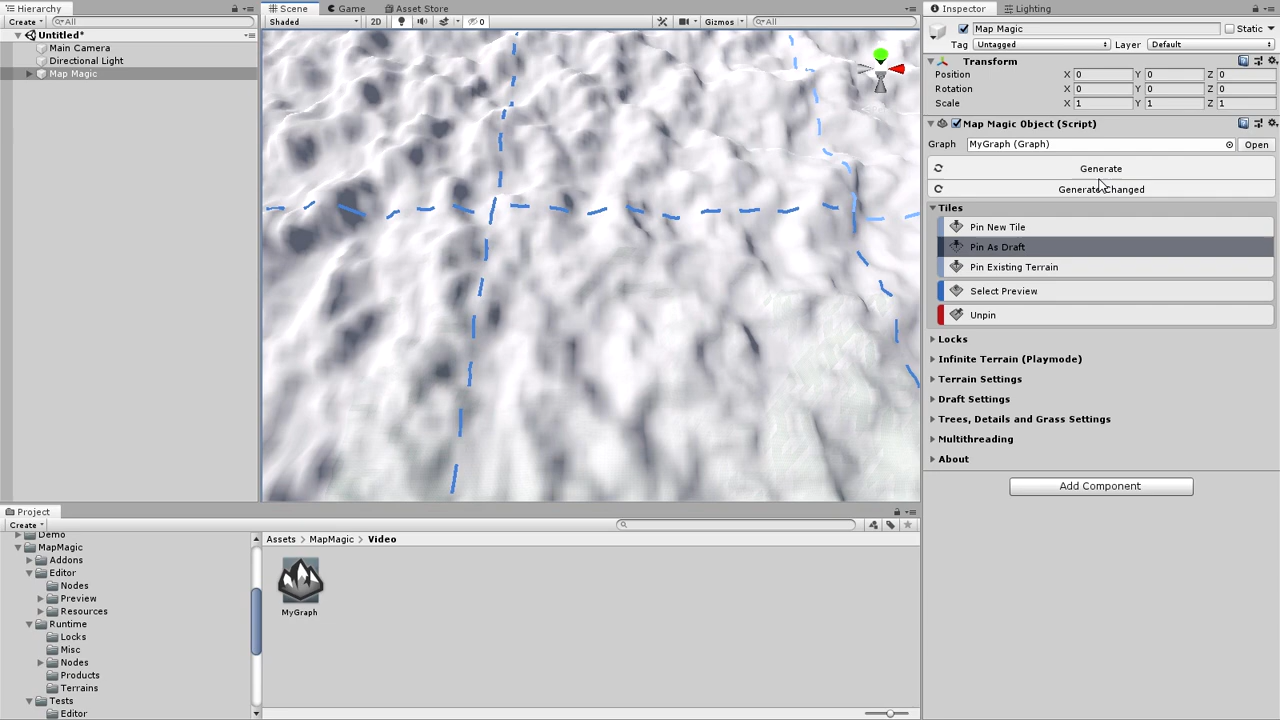 Hierarchy
Create
All
Untitled*
Main Camera
Directional Light
Map Magic
Scene
Game
Asset Store
Shaded
2D
0
Gizmos
All
Inspector
Lighting
Map Magic
Static
Tag
Untagged
Layer
Default
Transform
Position
X 0
Y 0
Z 0
Rotation
X 0
Y 0
Z 0
Scale
X 1
Y 1
Z 1
Map Magic Object (Script)
Graph
MyGraph (Graph)
Open
Generate
Generate Changed
Tiles
Pin New Tile
Pin As Draft
Pin Existing Terrain
Select Preview
Unpin
Locks
Infinite Terrain (Playmode)
Terrain Settings
Draft Settings
Trees, Details and Grass Settings
Multithreading
About
Add Component
Project
Create
Demo
MapMagic
Addons
Editor
Nodes
Preview
Resources
Runtime
Locks
Misc
Nodes
Products
Terrains
Tests
Editor
Assets > MapMagic > Video
MyGraph